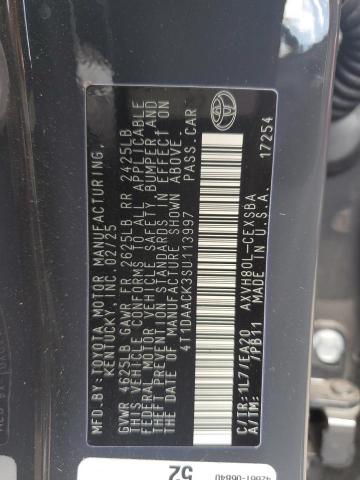 MFD.BY:TOYOTA MOTOR MANUFACTURING,
KENTUCKY, INC. 02/25
GVWR 4625LB GAWR FR 2625LB RR 2425LB
THIS VEHICLE CONFORMS TO ALL APPLICABLE
FEDERAL MOTOR VEHICLE SAFETY, BUMPER AND
THEFT PREVENTION STANDARDS IN EFFECT ON
THE DATE OF MANUFACTURE SHOWN ABOVE.
4T1DAACK3SU113997 PASS.CAR
C/TR: 1L7/EA20 AXVH80L-CEXSBA
A/TM: -/PB11 U.S.A. 17254
52
42661-06840